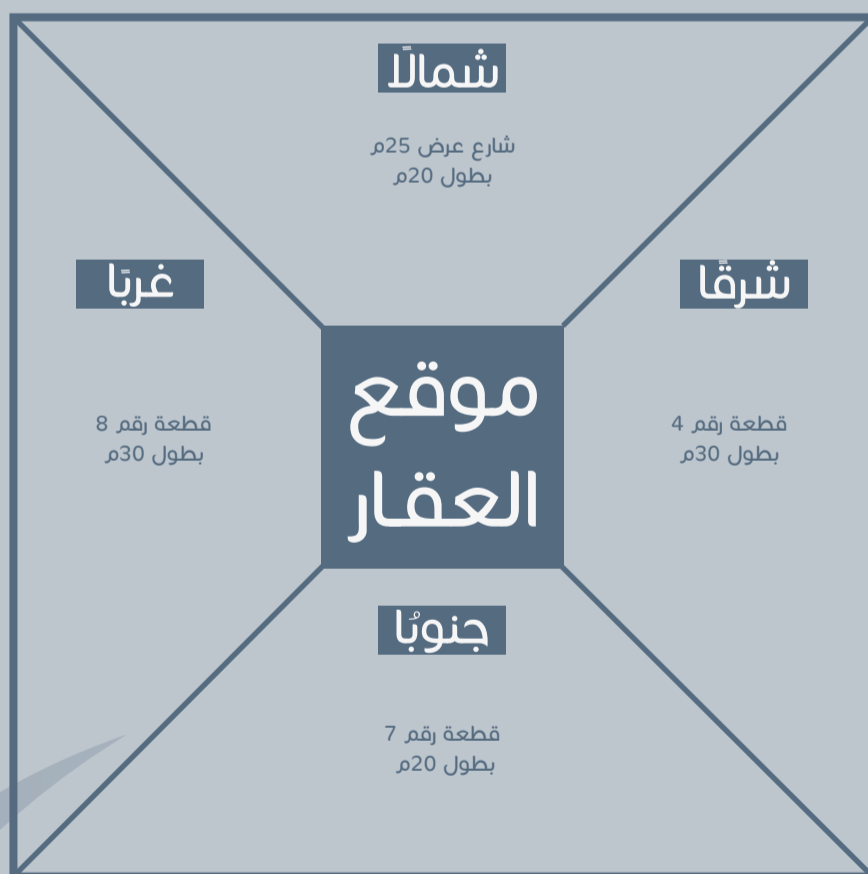 شمالًا
شارع عرض 25م
بطول 20م
شرقًا
قطعة رقم 4
بطول 30م
غربًا
قطعة رقم 8
بطول 30م
موقع
العقار
جنوبًا
قطعة رقم 7
بطول 20م